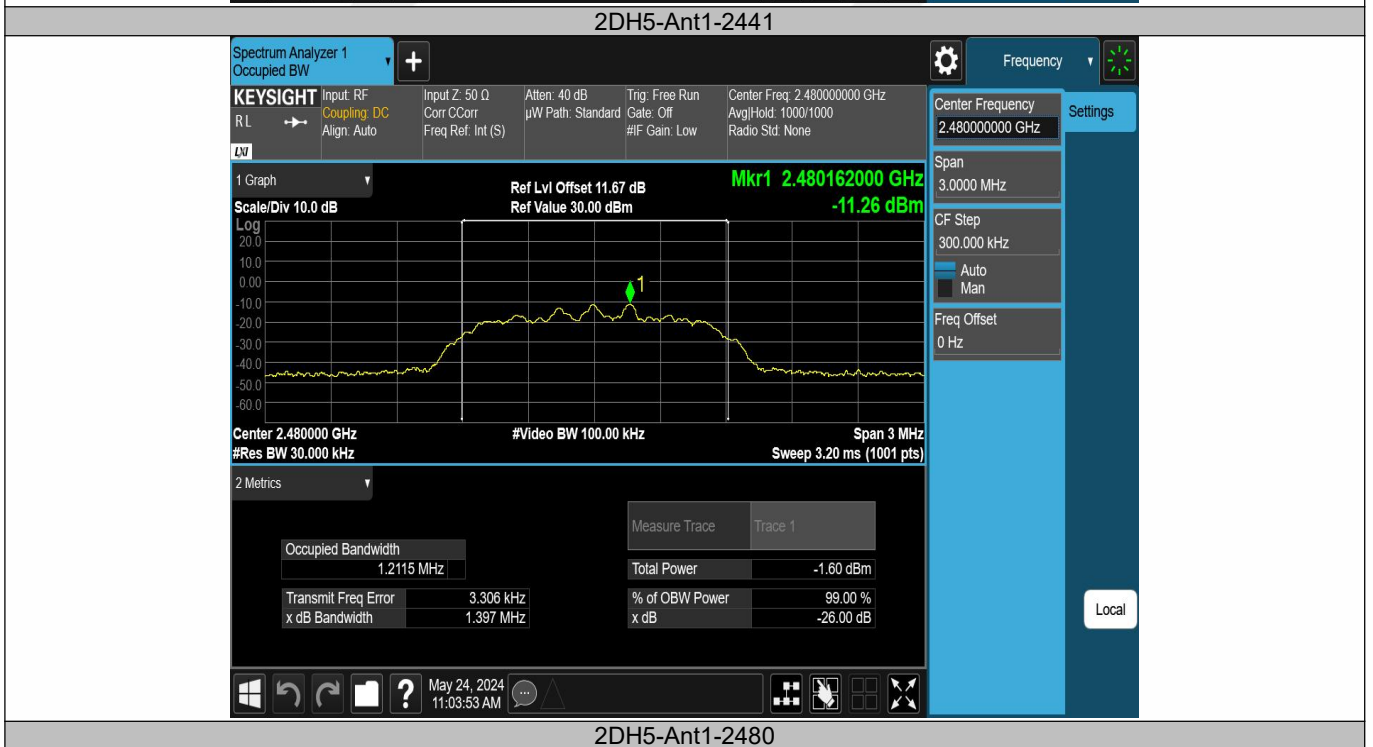 2DH5-Ant1-2441
Spectrum Analyzer 1
Occupied BW
+
Frequency
KEYSIGHT
R L
LXI
Input: RF
Coupling: DC
Align: Auto
Input Z: 50 Ω
Corr CCorr
Freq Ref: Int (S)
Atten: 40 dB
µW Path: Standard
Trig: Free Run
Gate: Off
#IF Gain: Low
Center Freq: 2.480000000 GHz
Avg|Hold: 1000/1000
Radio Std: None
Center Frequency
2.480000000 GHz
Settings
Span
3.0000 MHz
CF Step
300.000 kHz
Auto
Man
Freq Offset
0 Hz
Local
1 Graph
Scale/Div 10.0 dB
Ref Lvl Offset 11.67 dB
Ref Value 30.00 dBm
Mkr1 2.480162000 GHz
-11.26 dBm
Log
20.0
10.0
0.00
-10.0
-20.0
-30.0
-40.0
-50.0
-60.0
1
Center 2.480000 GHz
#Video BW 100.00 kHz
Span 3 MHz
#Res BW 30.000 kHz
Sweep 3.20 ms (1001 pts)
2 Metrics
Measure Trace Trace 1
Occupied Bandwidth
1.2115 MHz
Total Power -1.60 dBm
Transmit Freq Error 3.306 kHz
% of OBW Power 99.00 %
x dB Bandwidth 1.397 MHz
x dB -26.00 dB
?
May 24, 2024
11:03:53 AM
2DH5-Ant1-2480